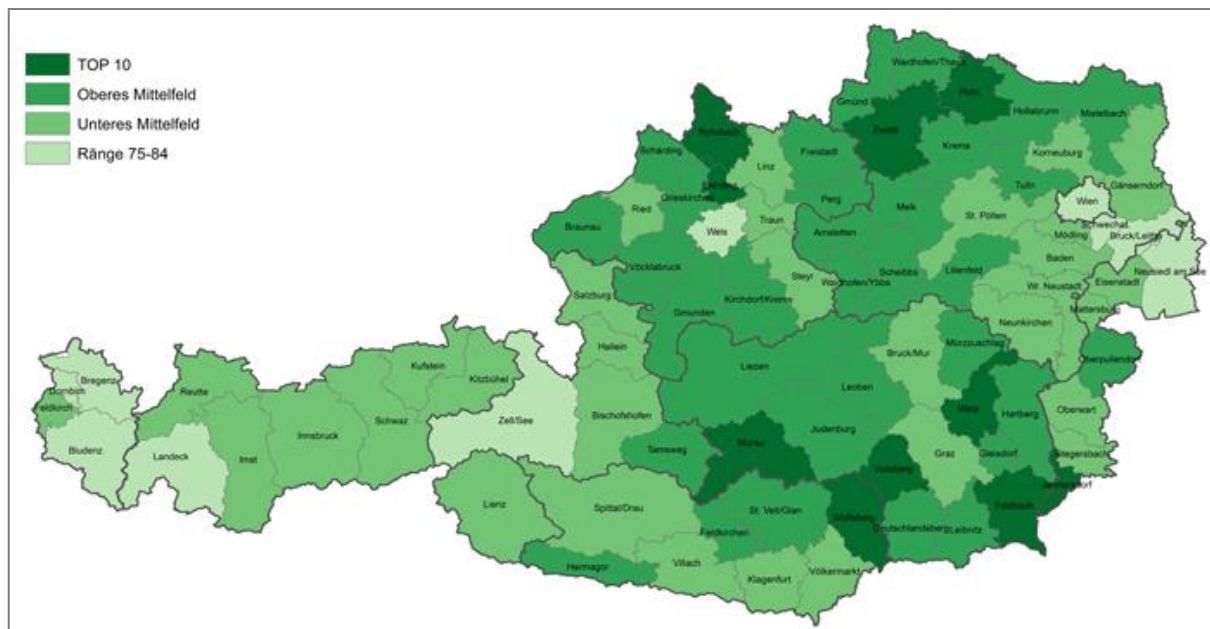 TOP 10
Oberes Mittelfeld
Unteres Mittelfeld
Ränge 75-84
Waidhofen/Thaya
Horn
Gmünd
Hollabrunn
Mistelbach
Zwettl
Rohrbach
Schärding
Linz
Freistadt
Krems
Korneuburg
Eferding
Grieskirchen
Tulln
Gänserndorf
Ried
Perg
Melk
Wien
Braunau
Wels
Traun
Amstetten
St. Pölten
Schwechat
Mödling
Bruck/Leitha
Baden
Vöcklabruck
Steyr
Scheibbs
Lilienfeld
Neusiedl am See
Salzburg
Kirchdorf/Krems
Waidhofen/Ybbs
Wr. Neustadt
Eisenstadt
Gmunden
Mattersburg
Neunkirchen
Hallein
Bruck/Mur
Mürzzuschlag
Oberpullendorf
Kufstein
Liezen
Bregenz
Kitzbühel
Leoben
Dornbirn
Reutte
Feldkirch
Schwaz
Bischofshofen
Weiz
Hartberg
Oberwart
Zell/See
Innsbruck
Judenburg
Bludenz
Landeck
Imst
Tamsweg
Murau
Graz
Gleisdorf
Stegersbach
Voitsberg
Jennersdorf
Lienz
Spittal/Drau
St. Veit/Glan
Wolfsberg
Feldbach
Feldkirchen
Deutschlandsberg
Leibnitz
Hermagor
Villach
Klagenfurt
Völkermarkt